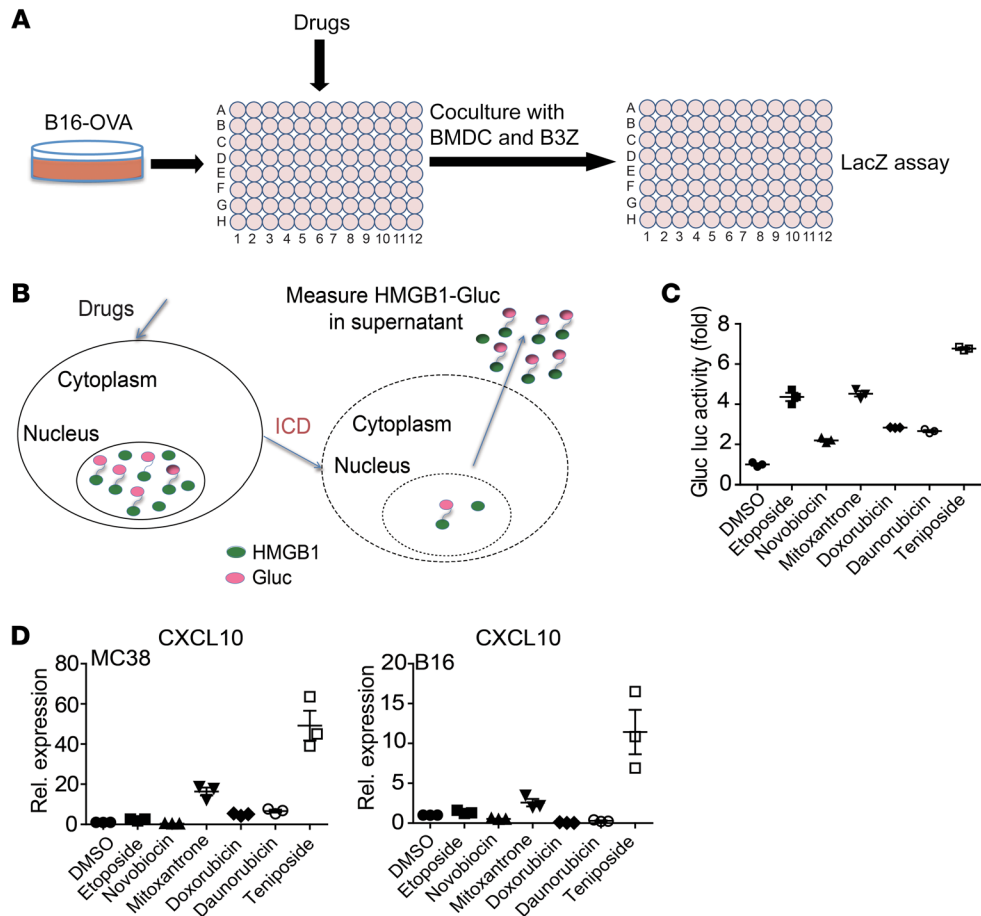 A
Drugs
B16-OVA
A
B
C
D
E
F
G
H
1 2 3 4 5 6 7 8 9 10 11 12
Coculture with
BMDC and B3Z
A
B
C
D
E
F
G
H
1 2 3 4 5 6 7 8 9 10 11 12
LacZ assay
B
Drugs
Cytoplasm
Nucleus
ICD
Measure HMGB1-Gluc
in supernatant
Cytoplasm
Nucleus
HMGB1
Gluc
C
Gluc luc activity (fold)
8
6
4
2
0
DMSO
Etoposide
Novobiocin
Mitoxantrone
Doxorubicin
Daunorubicin
Teniposide
D
CXCL10
MC38
Rel. expression
80
60
40
20
0
DMSO
Etoposide
Novobiocin
Mitoxantrone
Doxorubicin
Daunorubicin
Teniposide
CXCL10
B16
Rel. expression
20
15
10
5
0
DMSO
Etoposide
Novobiocin
Mitoxantrone
Doxorubicin
Daunorubicin
Teniposide